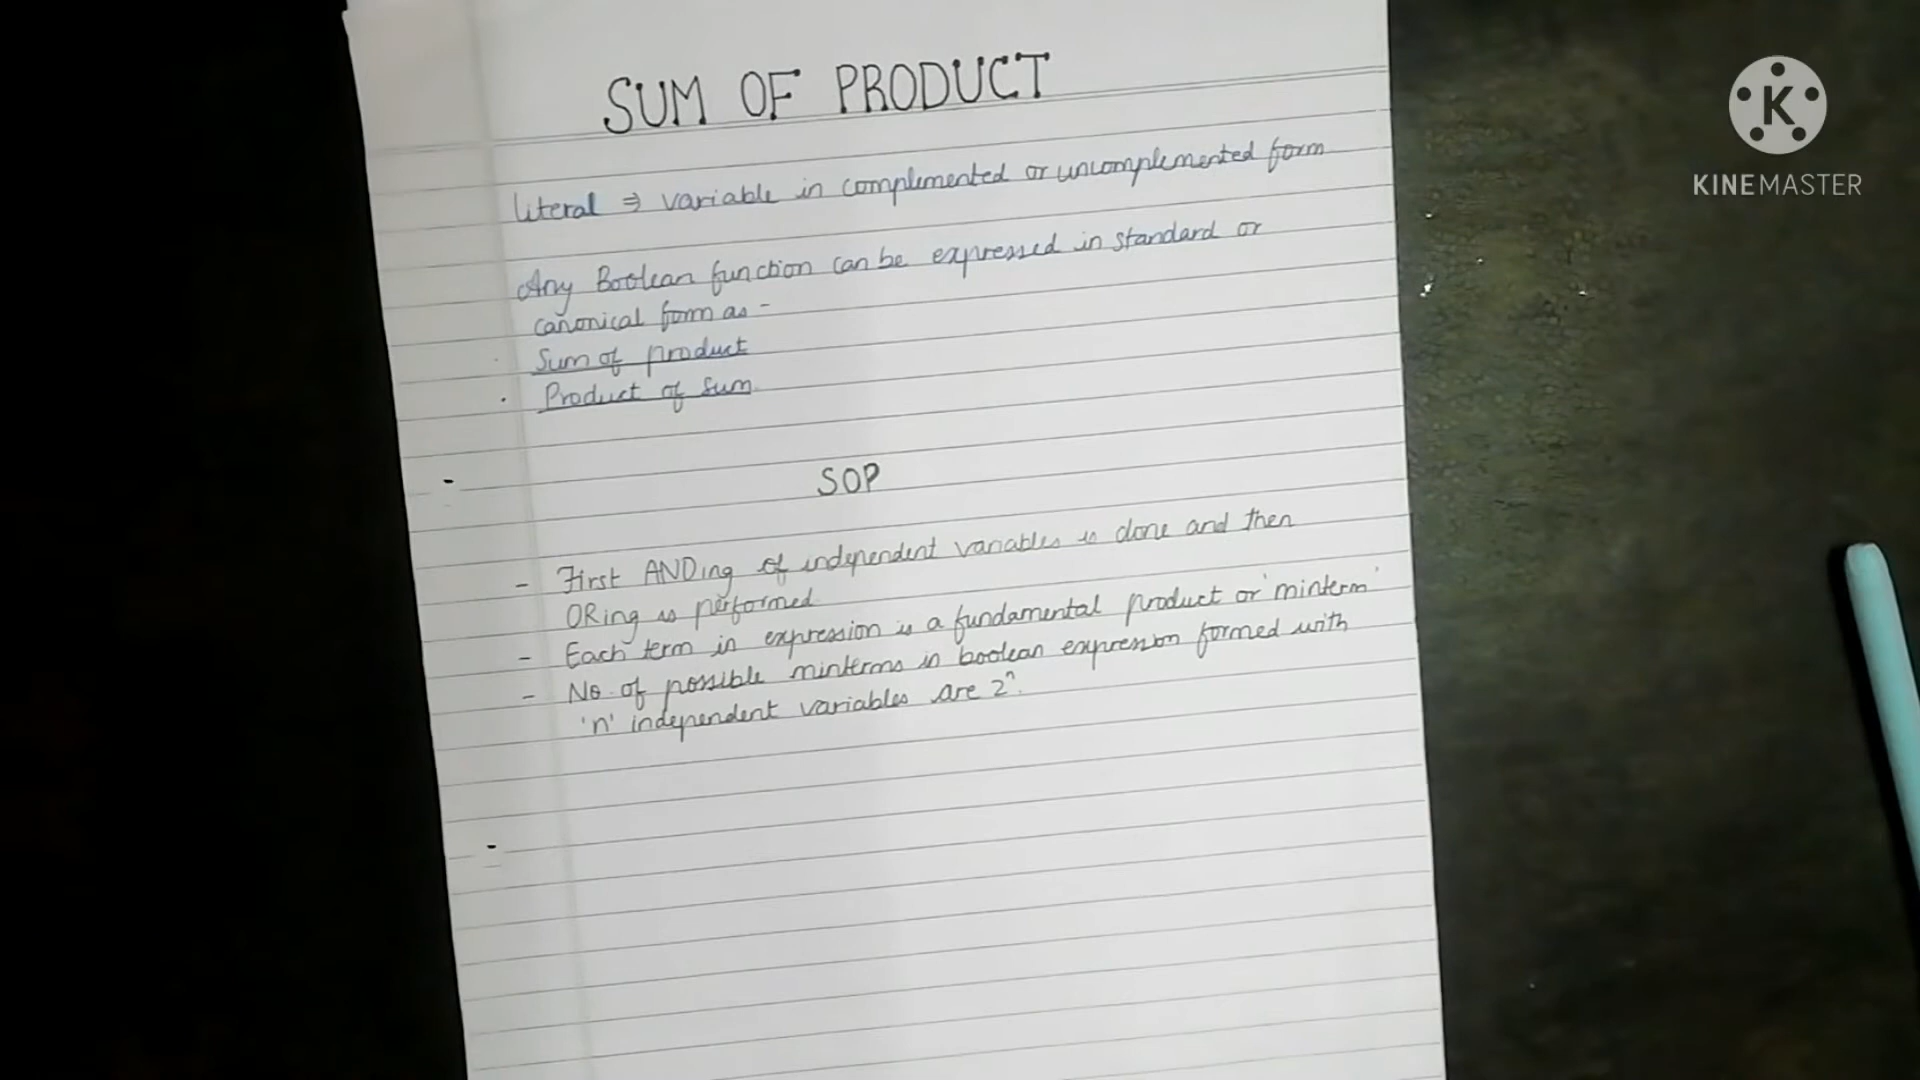 SUM OF PRODUCT
literal ⇒ variable in complemented or uncomplemented form
Any Boolean function can be expressed in standard or
canonical form as -
Sum of product
Product of sum
SOP
- First ANDing of independent variables is done and then
ORing is performed
- Each term in expression is a fundamental product or 'minterm'
- No. of possible minterms in boolean expression formed with
'n' independent variables are 2ⁿ.
K
KINEMASTER